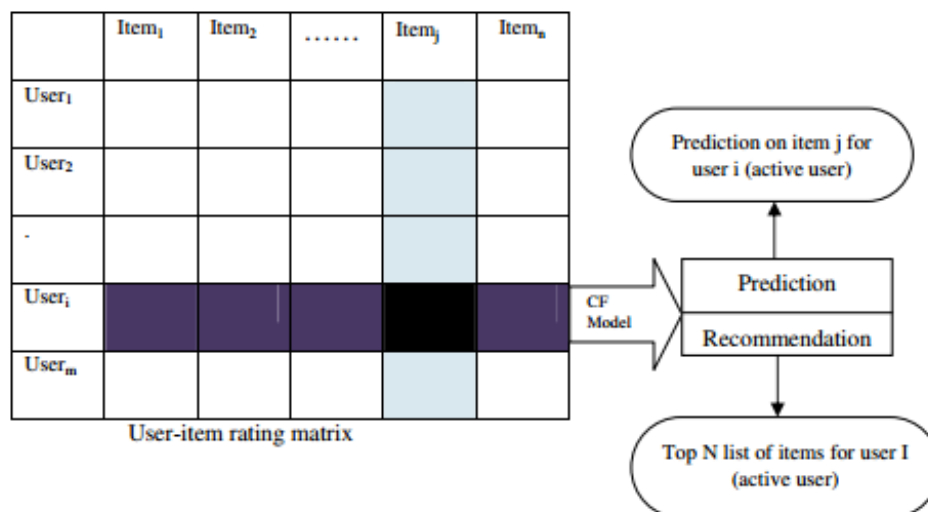 Item₁ Item₂ ...... Itemⱼ Itemₙ
User₁
User₂
-
Userᵢ
Userₘ
User-item rating matrix
CF
Model
Prediction
Recommendation
Prediction on item j for
user i (active user)
Top N list of items for user I
(active user)